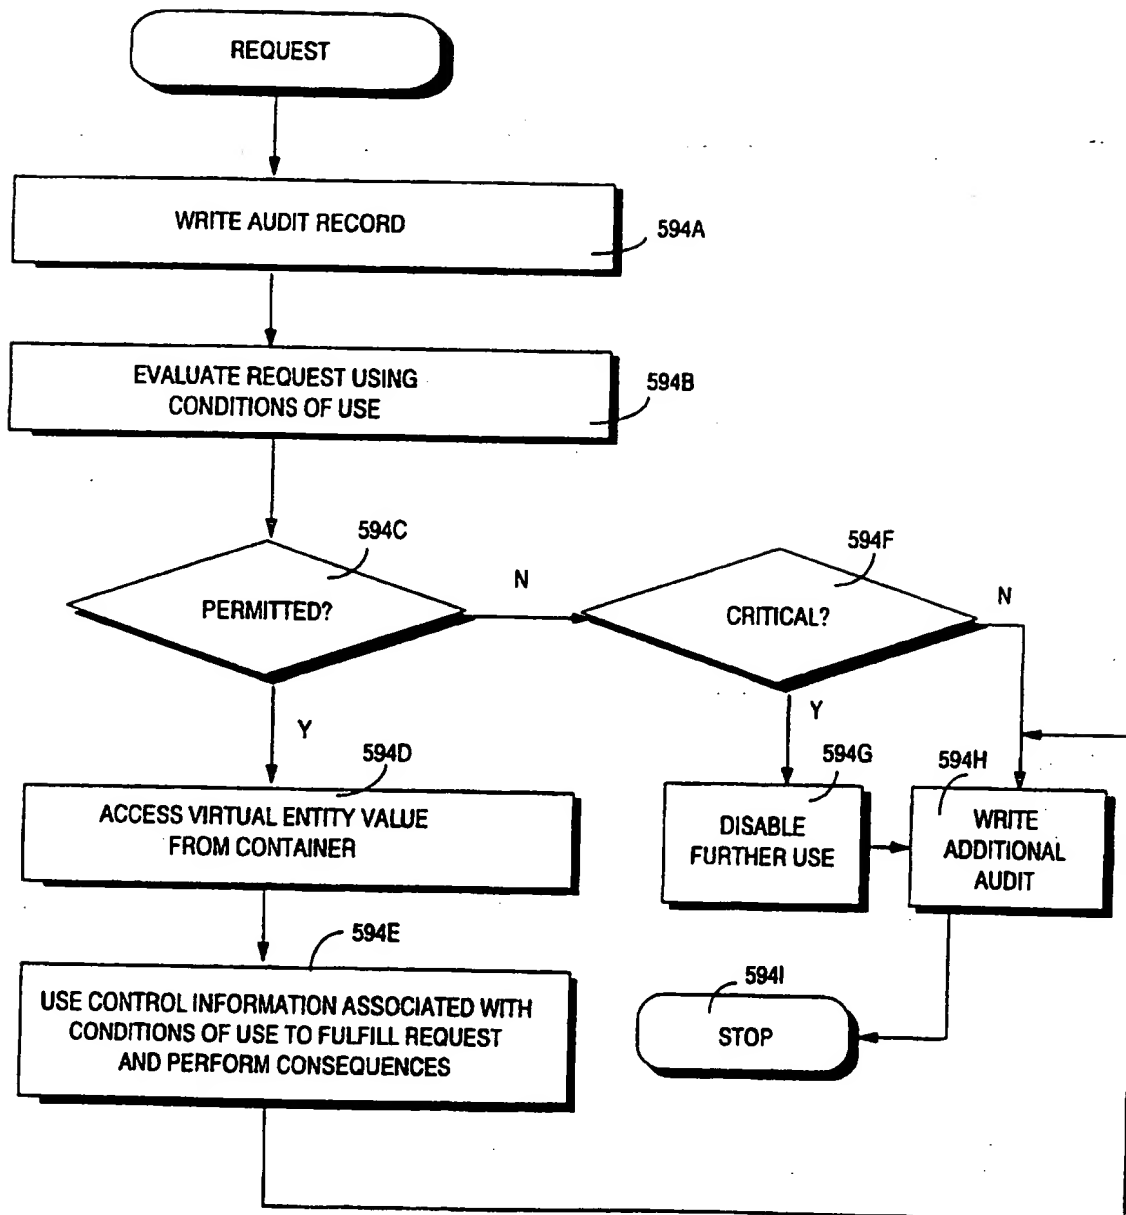 REQUEST
WRITE AUDIT RECORD
594A
EVALUATE REQUEST USING
CONDITIONS OF USE
594B
594C
PERMITTED?
N
Y
594F
CRITICAL?
N
Y
594D
ACCESS VIRTUAL ENTITY VALUE
FROM CONTAINER
594G
DISABLE
FURTHER USE
594H
WRITE
ADDITIONAL
AUDIT
594E
USE CONTROL INFORMATION ASSOCIATED WITH
CONDITIONS OF USE TO FULFILL REQUEST
AND PERFORM CONSEQUENCES
594I
STOP